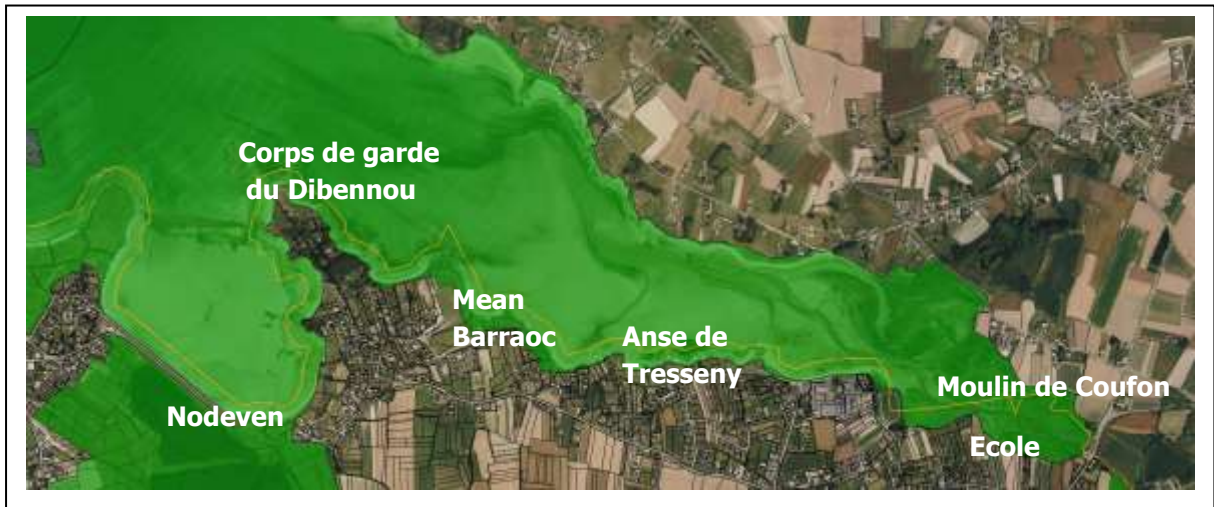 Corps de garde
du Dibennou
Mean
Barraoc
Anse de
Tresseny
Moulin de Coufon
Nodeven
Ecole